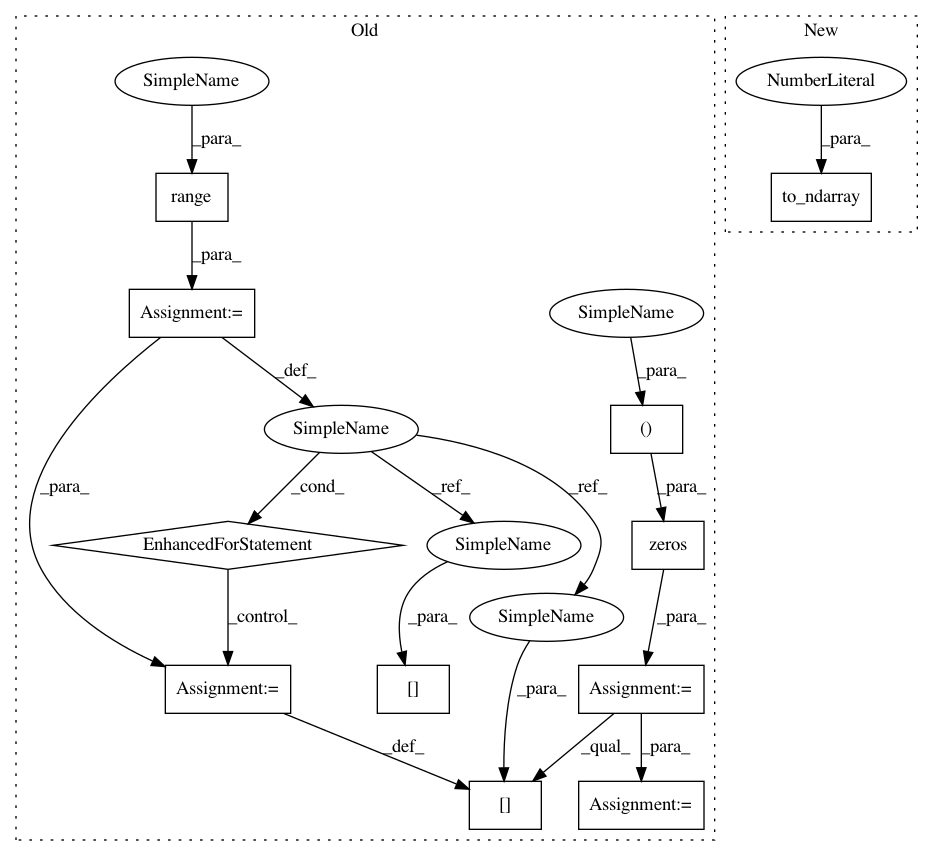 Old
New
SimpleName
NumberLiteral
_para_
_para_
range
to_ndarray
_para_
Assignment:=
SimpleName
_def_
_para_
SimpleName
()
_para_
_cond_
_ref_
_ref_
_para_
EnhancedForStatement
SimpleName
zeros
SimpleName
_control_
_para_
_para_
Assignment:=
[]
_para_
Assignment:=
_def_
_qual_
_para_
[]
Assignment:=